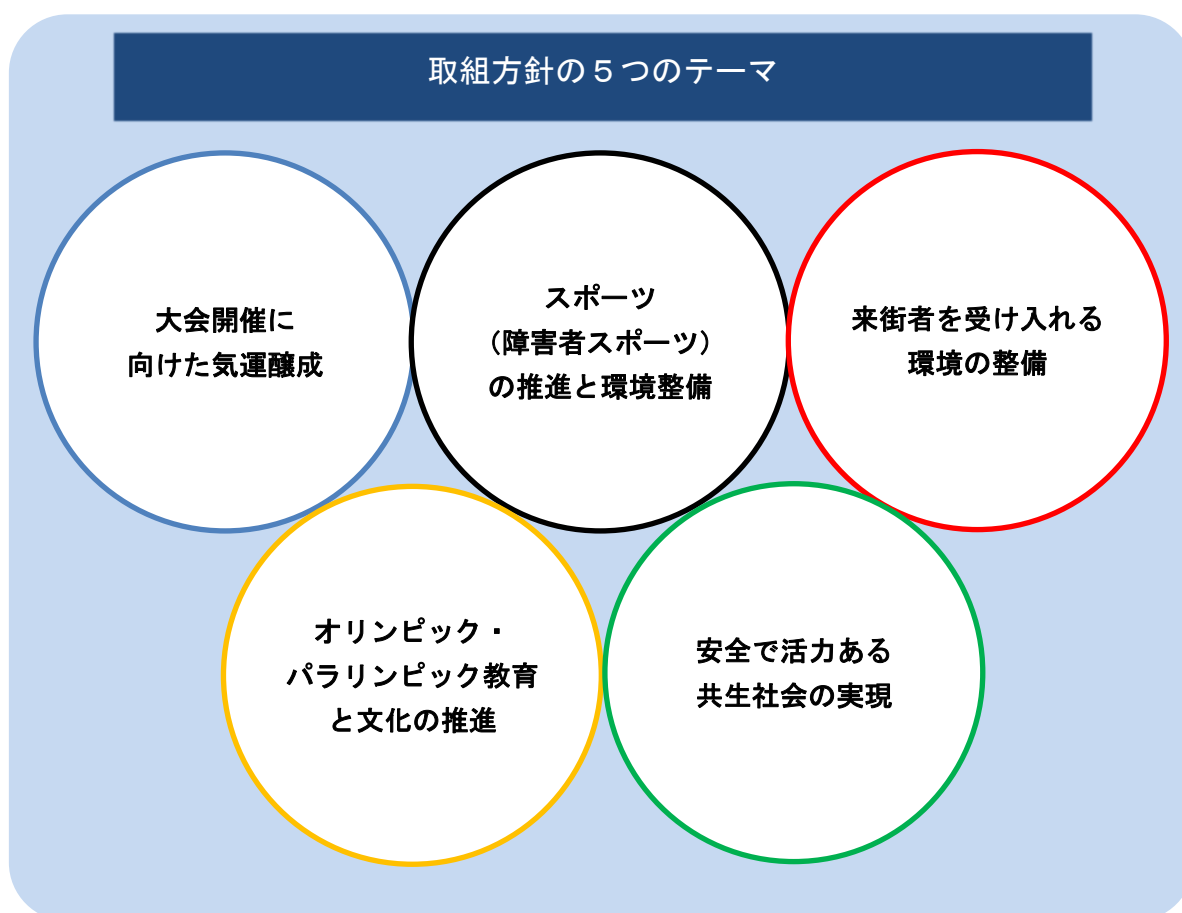 取組方針の５つのテーマ
大会開催に
向けた気運醸成
スポーツ
(障害者スポーツ)
の推進と環境整備
来街者を受け入れる
環境の整備
オリンピック・
パラリンピック教育
と文化の推進
安全で活力ある
共生社会の実現